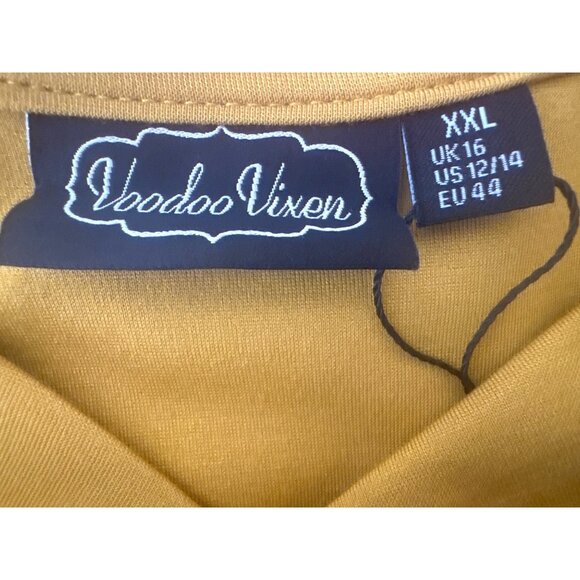 Voodoo Vixen
XXL
UK 16
US 12/14
EU 44